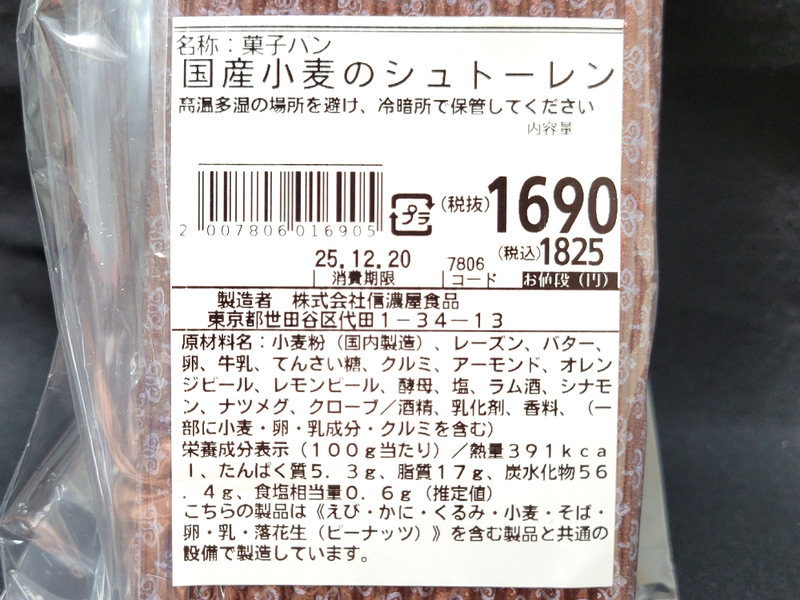 名称：菓子パン
国産小麦のシュトーレン
高温多湿の場所を避け、冷暗所で保管してください
内容量
プラ
(税抜)1690
2 007806 016905
(税込)1825
25.12.20
7806
消費期限
コード
お値段(円)
製造者 株式会社信濃屋食品
東京都世田谷区代田1－34－13
原材料名：小麦粉（国内製造）、レーズン、バター、
卵、牛乳、てんさい糖、クルミ、アーモンド、オレン
ジピール、レモンピール、酵母、塩、ラム酒、シナモ
ン、ナツメグ、クローブ／酒精、乳化剤、香料、（一
部に小麦・卵・乳成分・クルミを含む）
栄養成分表示（100g当たり）／熱量391kca
l、たんぱく質5．3g、脂質17g、炭水化物56
．4g、食塩相当量0．6g（推定値）
こちらの製品は《えび・かに・くるみ・小麦・そば・
卵・乳・落花生（ピーナッツ）》を含む製品と共通の
設備で製造しています。